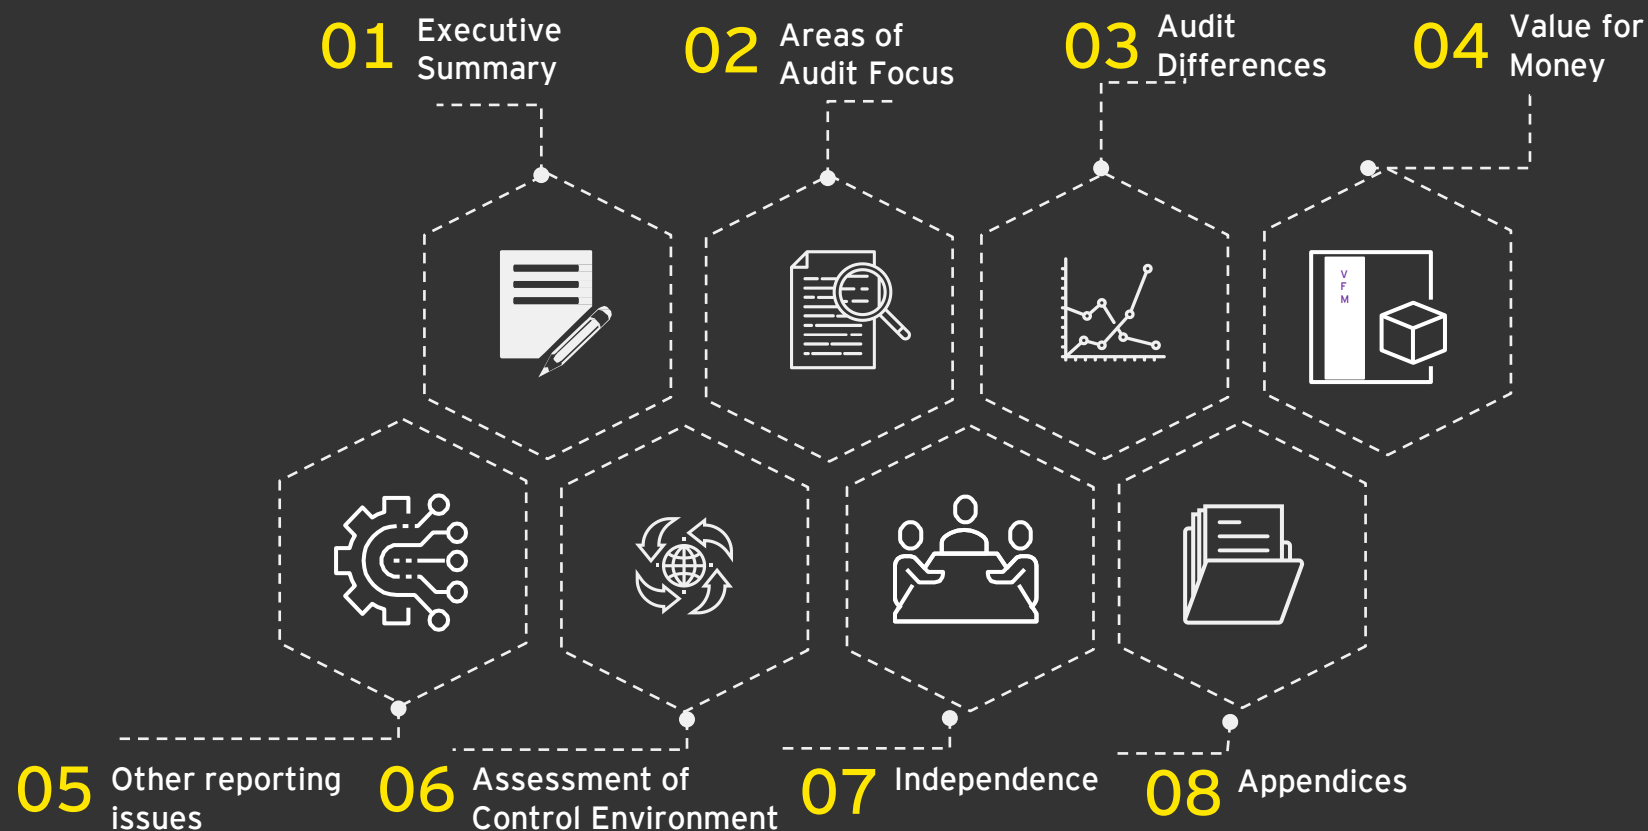 01 Executive
Summary
02 Areas of
Audit Focus
03 Audit
Differences
04 Value for
Money
V
F
M
05 Other reporting
issues
06 Assessment of
Control Environment
07 Independence
08 Appendices